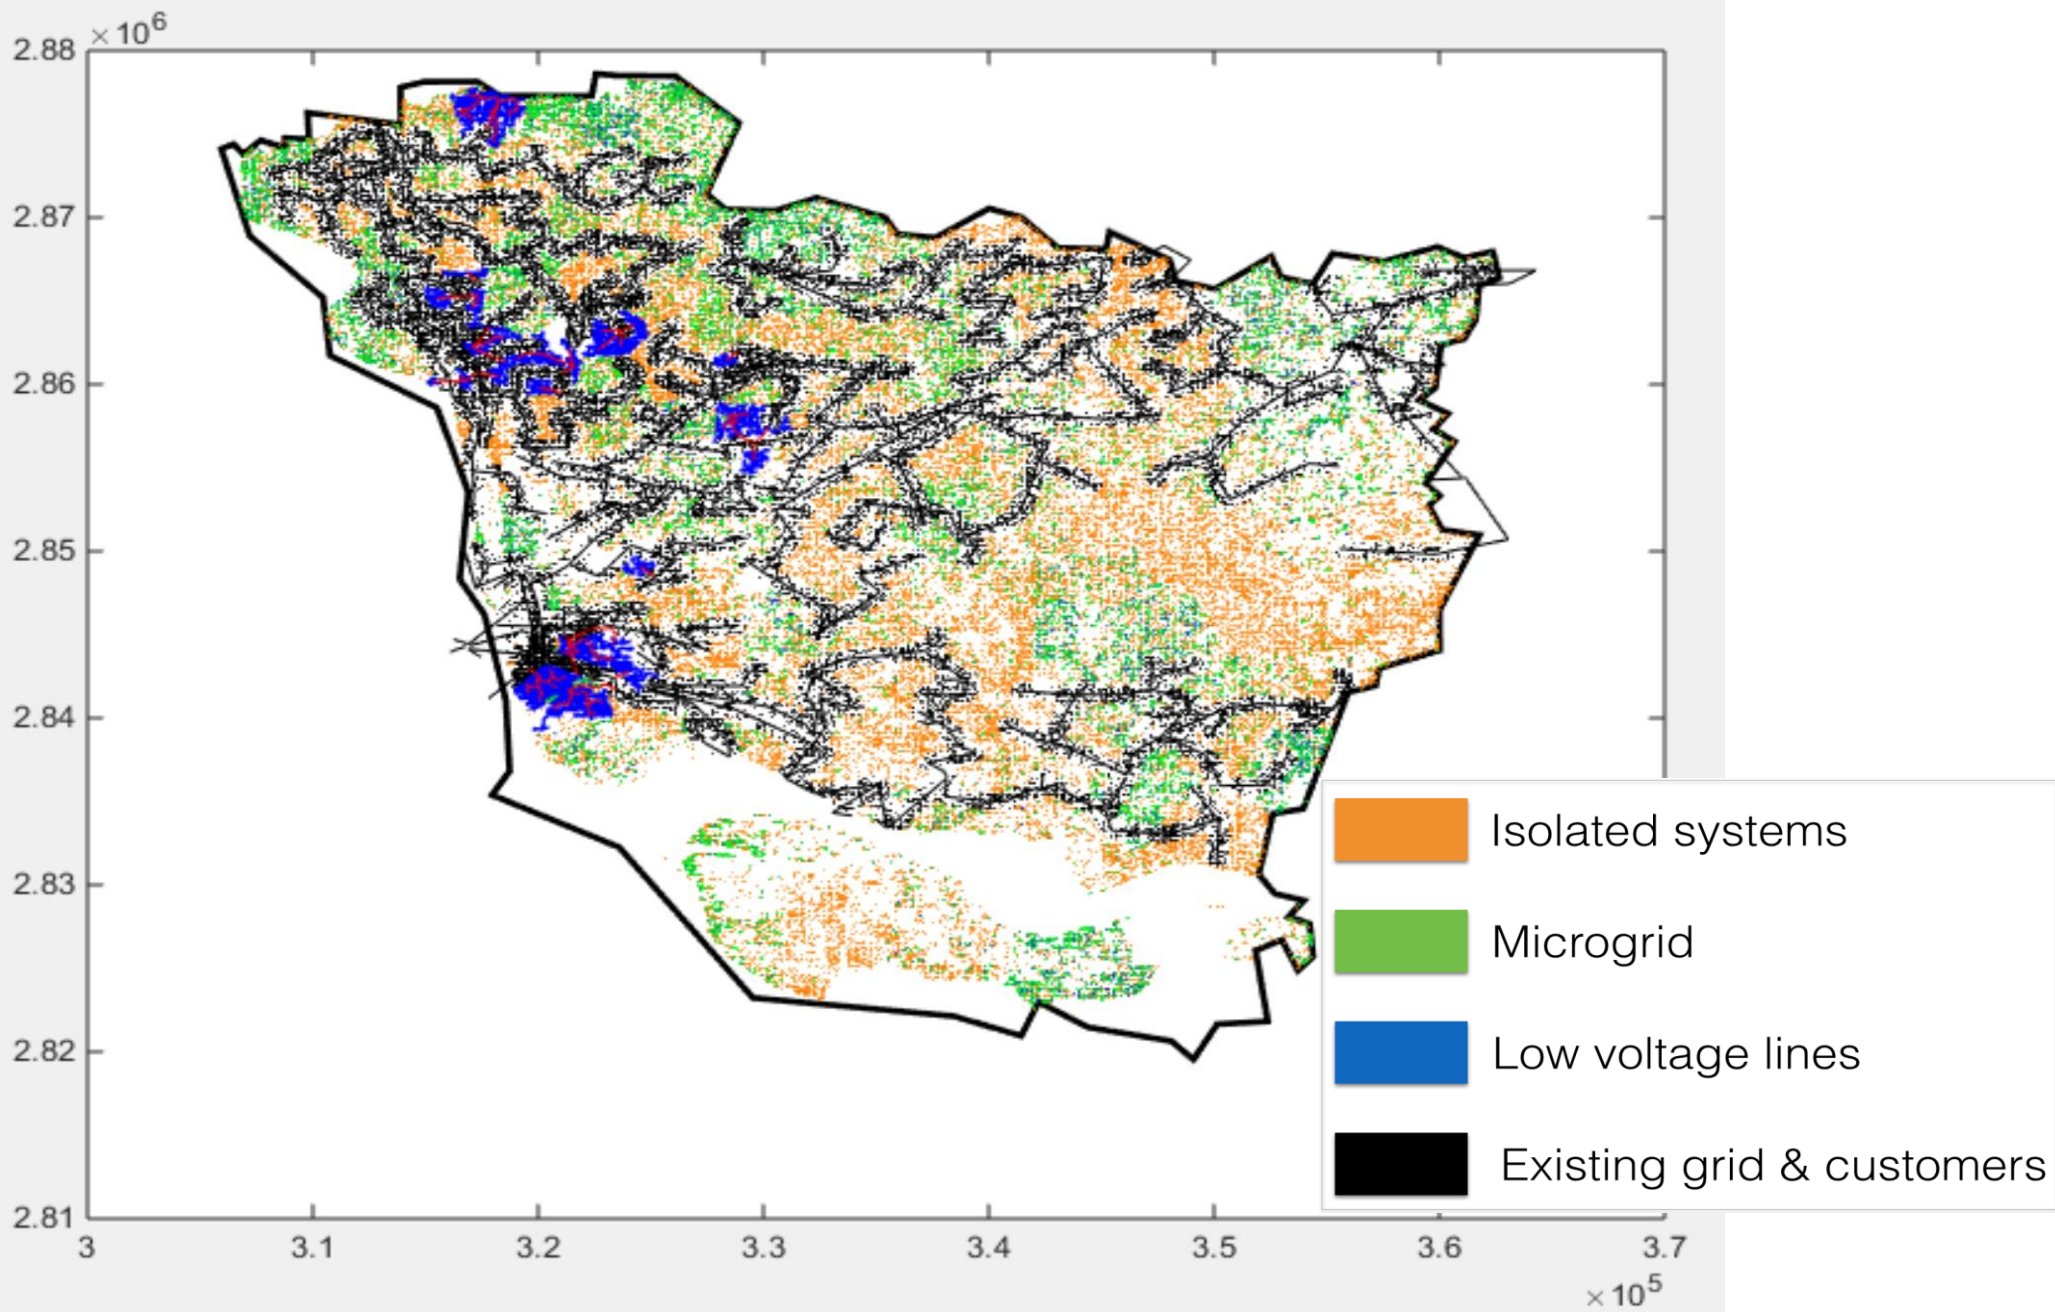 ×10⁶
2.88
2.87
2.86
2.85
2.84
2.83
2.82
2.81
3 3.1 3.2 3.3 3.4 3.5 3.6 3.7
×10⁵
Isolated systems
Microgrid
Low voltage lines
Existing grid & customers